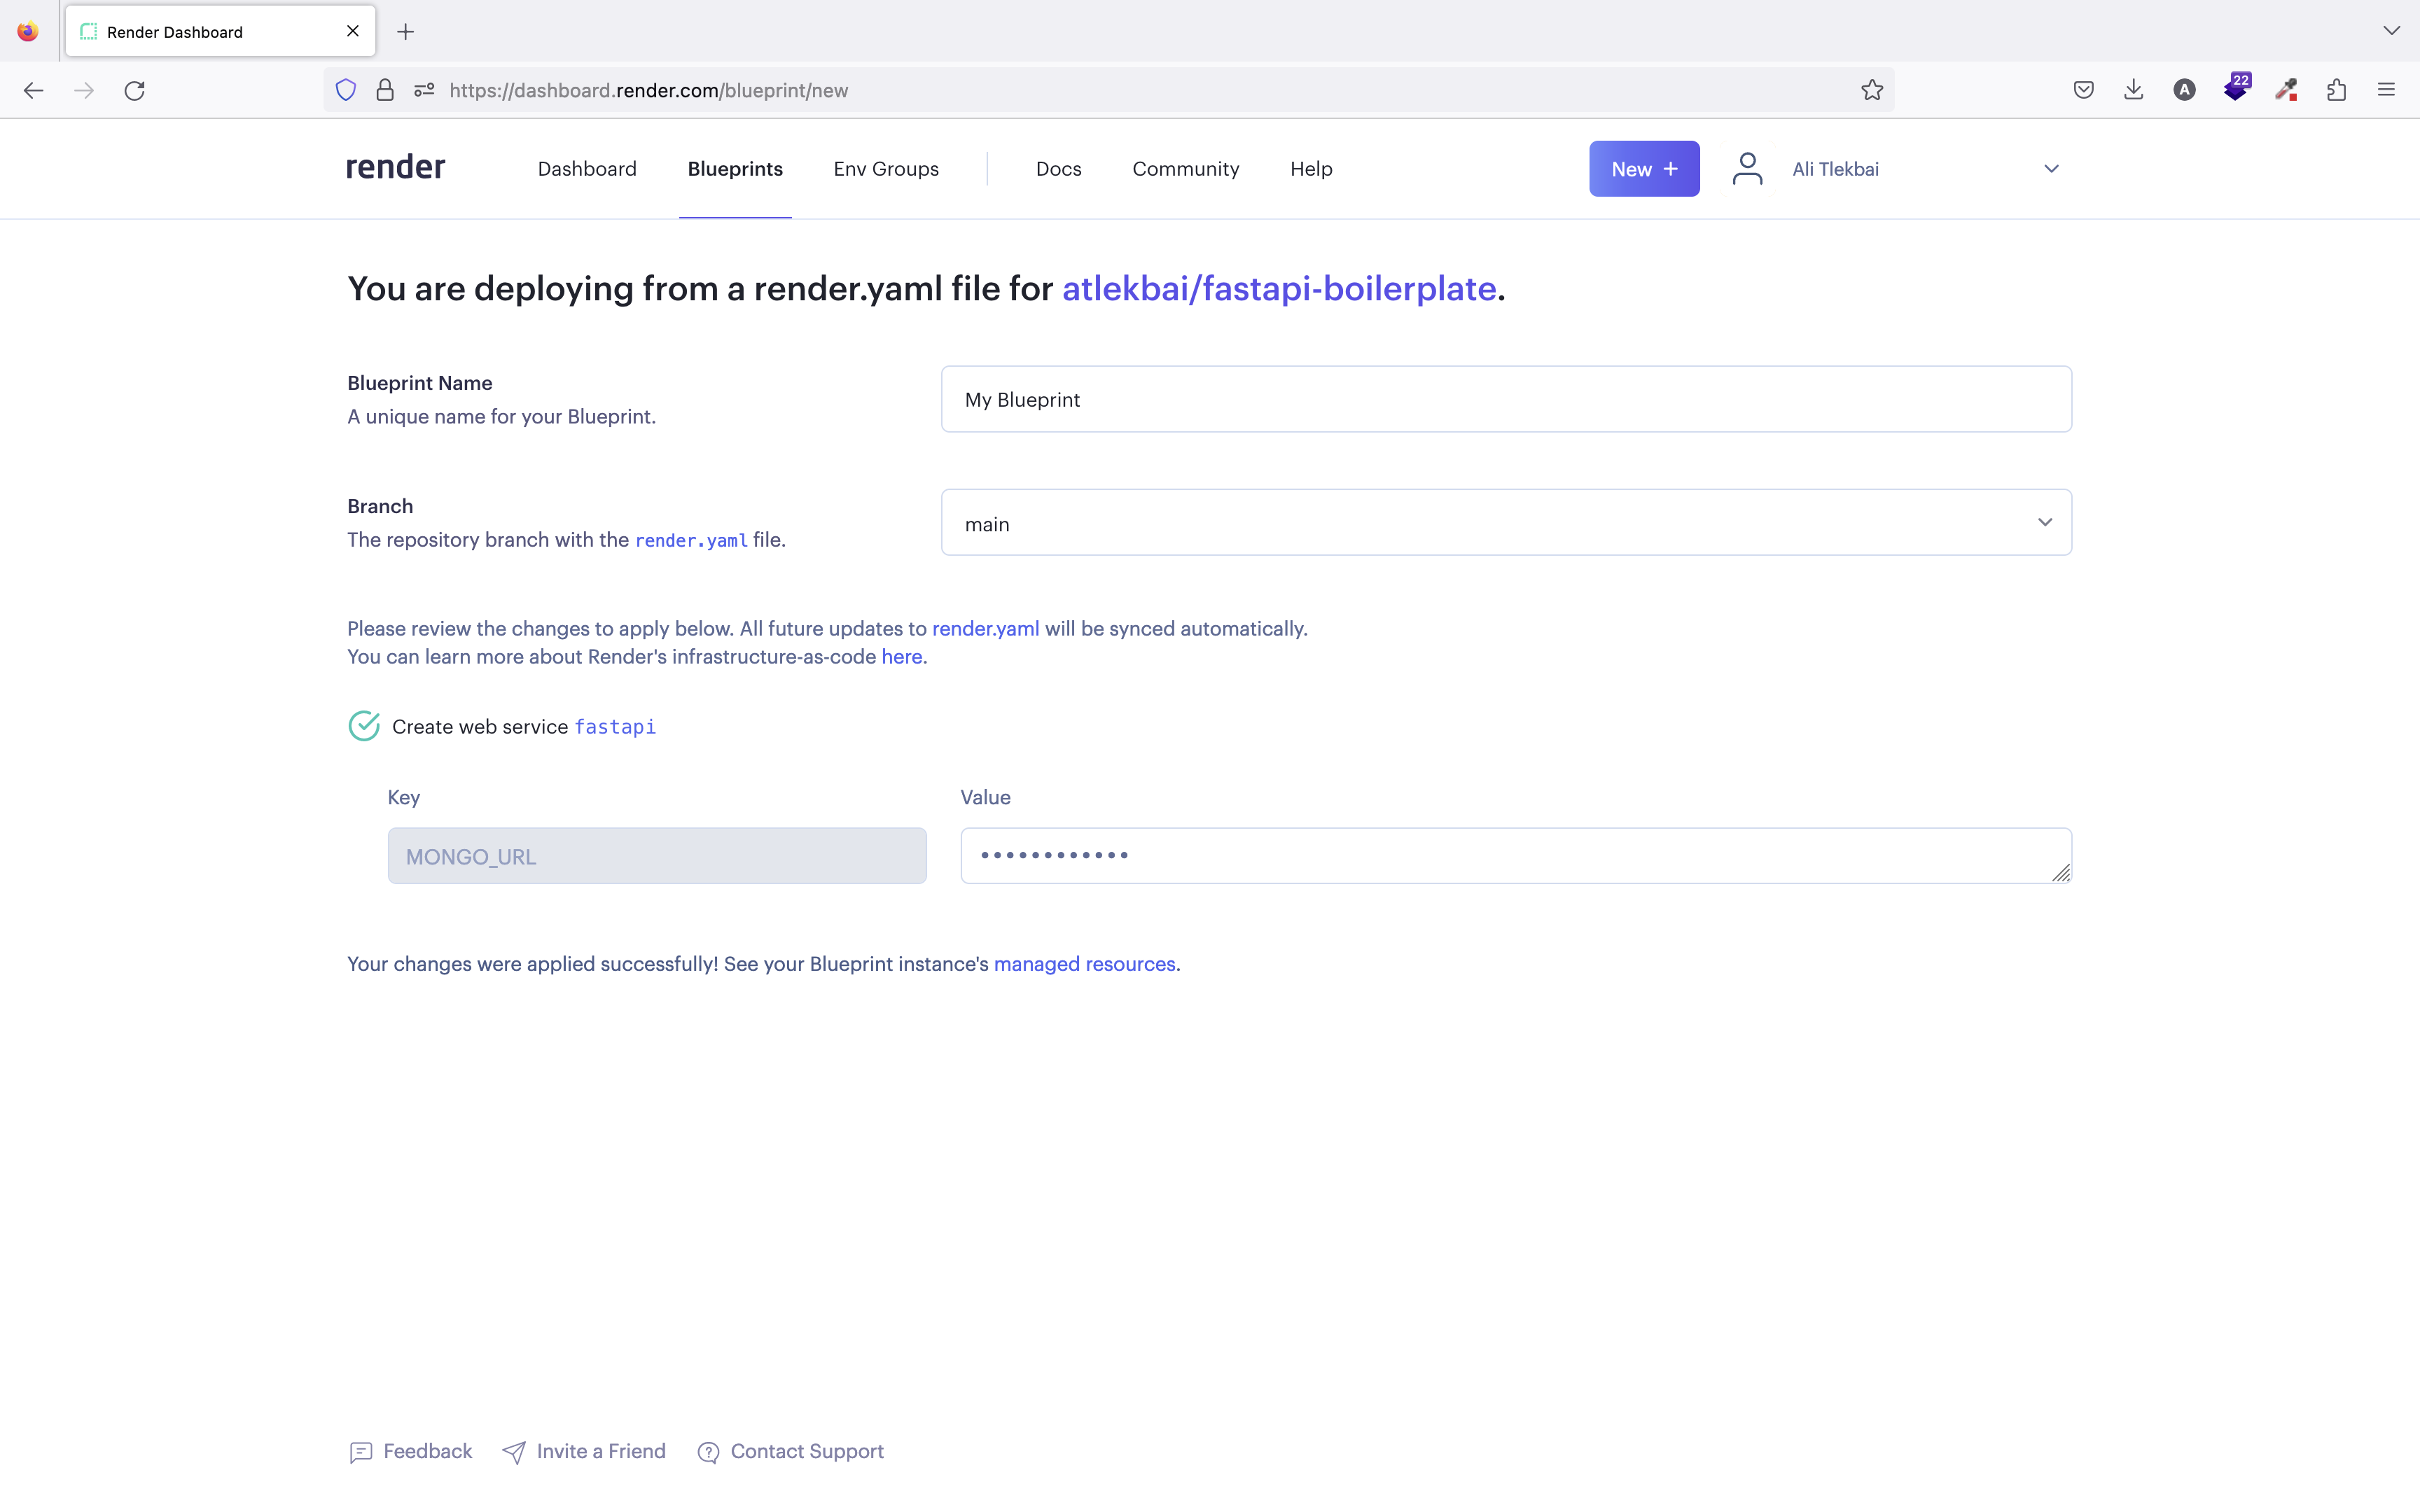 Render Dashboard
https://dashboard.render.com/blueprint/new
A
22
render
Dashboard
Blueprints
Env Groups
Docs
Community
Help
New +
Ali Tlekbai
You are deploying from a render.yaml file for atlekbai/fastapi-boilerplate.
Blueprint Name
A unique name for your Blueprint.
My Blueprint
Branch
The repository branch with the render.yaml file.
main
Please review the changes to apply below. All future updates to render.yaml will be synced automatically.
You can learn more about Render's infrastructure-as-code here.
Create web service fastapi
Key
Value
MONGO_URL
••••••••••••
Your changes were applied successfully! See your Blueprint instance's managed resources.
Feedback
Invite a Friend
Contact Support